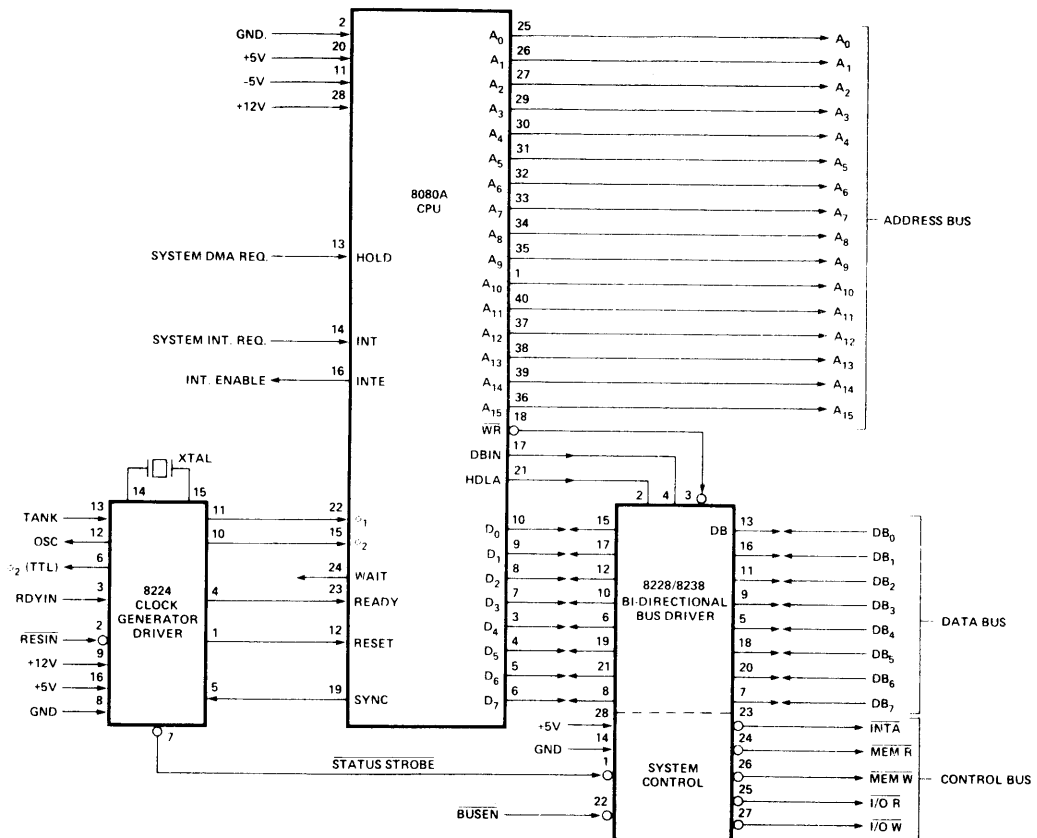 GND. 2
+5V 20
-5V 11
+12V 28
8080A
CPU
A0 25 A0
A1 26 A1
A2 27 A2
A3 29 A3
A4 30 A4
A5 31 A5
A6 32 A6
A7 33 A7
A8 34 A8
A9 35 A9
A10 1 A10
A11 40 A11
A12 37 A12
A13 38 A13
A14 39 A14
A15 36 A15
ADDRESS BUS
SYSTEM DMA REQ. 13 HOLD
SYSTEM INT. REQ. 14 INT
INT. ENABLE 16 INTE
WR 18
DBIN 17
HDLA 21
2 4 3
XTAL
14 15
TANK 13
OSC 12
φ2 (TTL) 6
RDYIN 3
RESIN 2
+12V 9
+5V 16
GND 8
8224
CLOCK
GENERATOR
DRIVER
11 22 φ1
10 15 φ2
24 WAIT
4 23 READY
1 12 RESET
5 19 SYNC
7
STATUS STROBE
D0 10 15
D1 9 17
D2 8 12
D3 7 10
D4 3 6
D5 4 19
D6 5 21
D7 6 8
DB
8228/8238
BI-DIRECTIONAL
BUS DRIVER
13 DB0
16 DB1
11 DB2
9 DB3
5 DB4
18 DB5
20 DB6
7 DB7
DATA BUS
+5V 28
GND 14
1
BUSEN 22
SYSTEM
CONTROL
23 INTA
24 MEM R
26 MEM W
25 I/O R
27 I/O W
CONTROL BUS